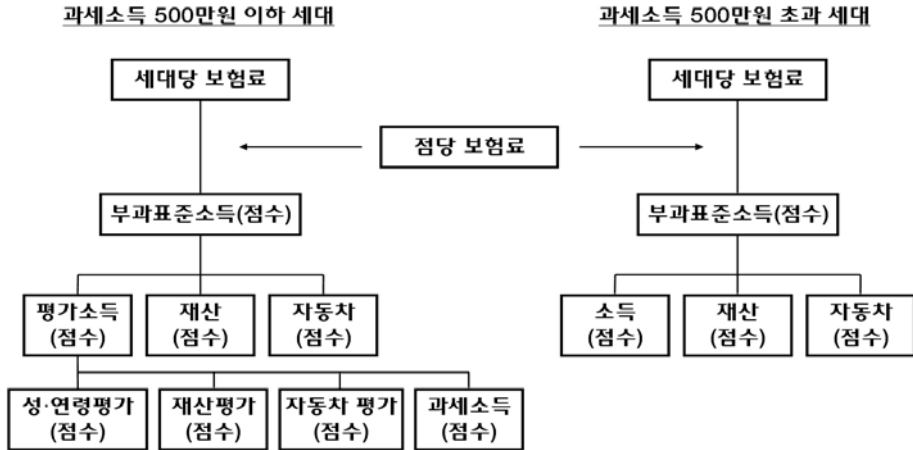 과세소득 500만원 이하 세대
과세소득 500만원 초과 세대
세대당 보험료
세대당 보험료
점당 보험료
부과표준소득(점수)
부과표준소득(점수)
평가소득
(점수)
재산
(점수)
자동차
(점수)
소득
(점수)
재산
(점수)
자동차
(점수)
성·연령평가
(점수)
재산평가
(점수)
자동차 평가
(점수)
과세소득
(점수)